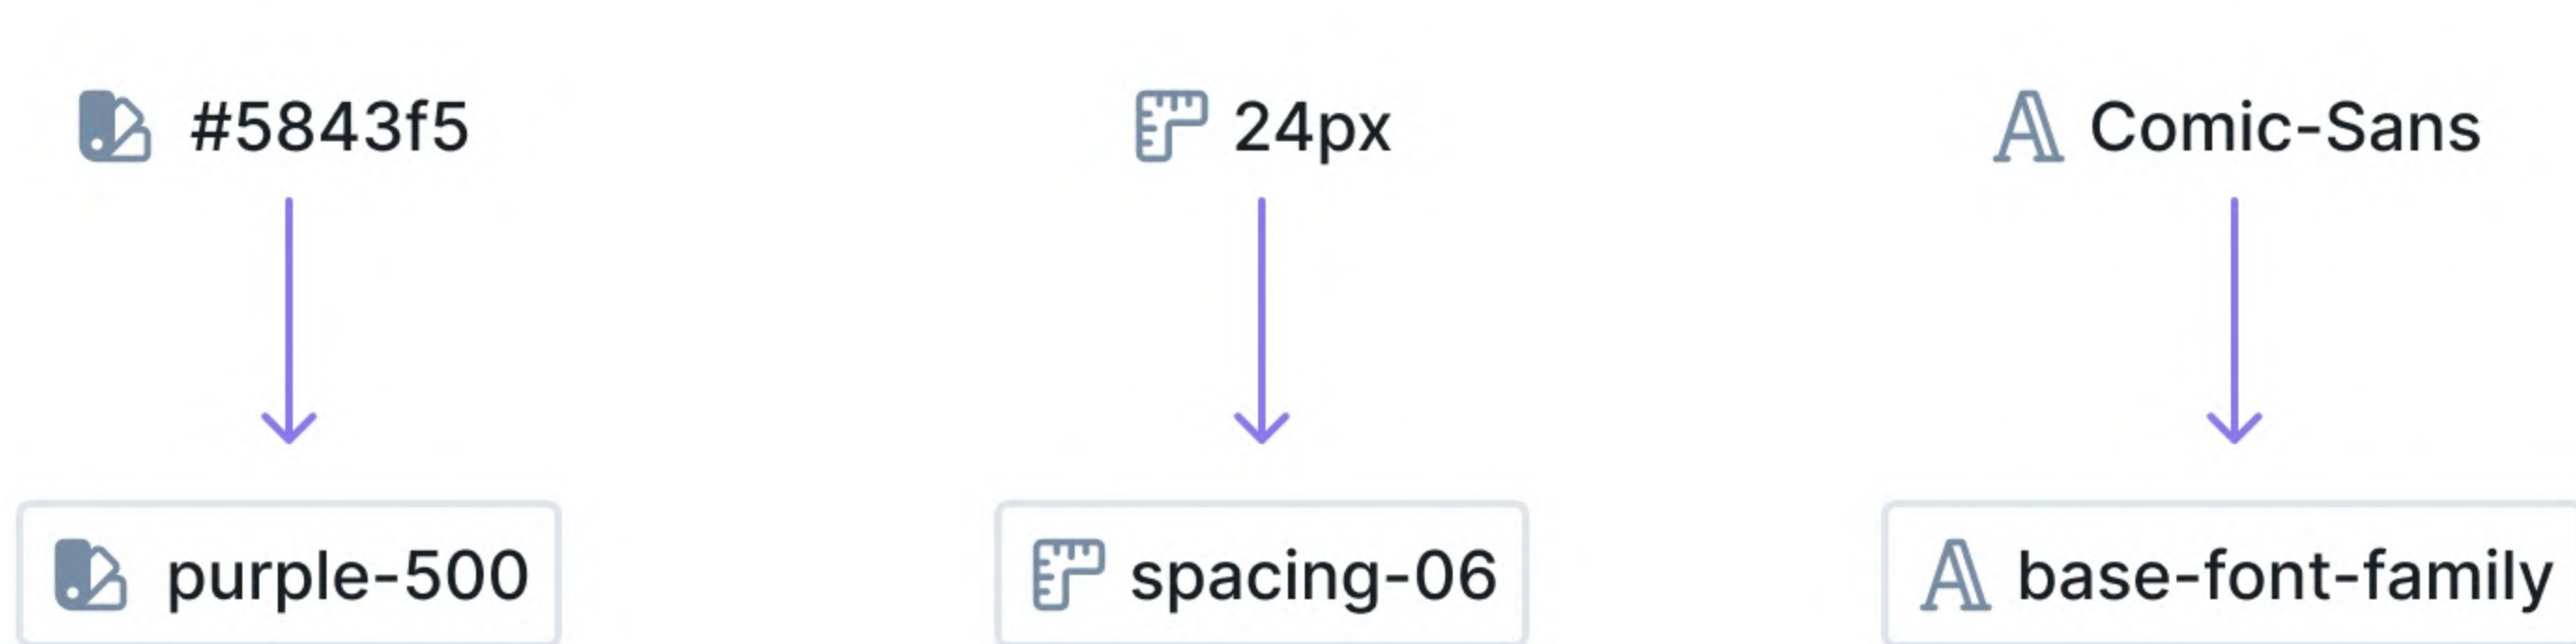 #5843f5
24px
Comic-Sans
purple-500
spacing-06
base-font-family